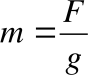 m = F/g